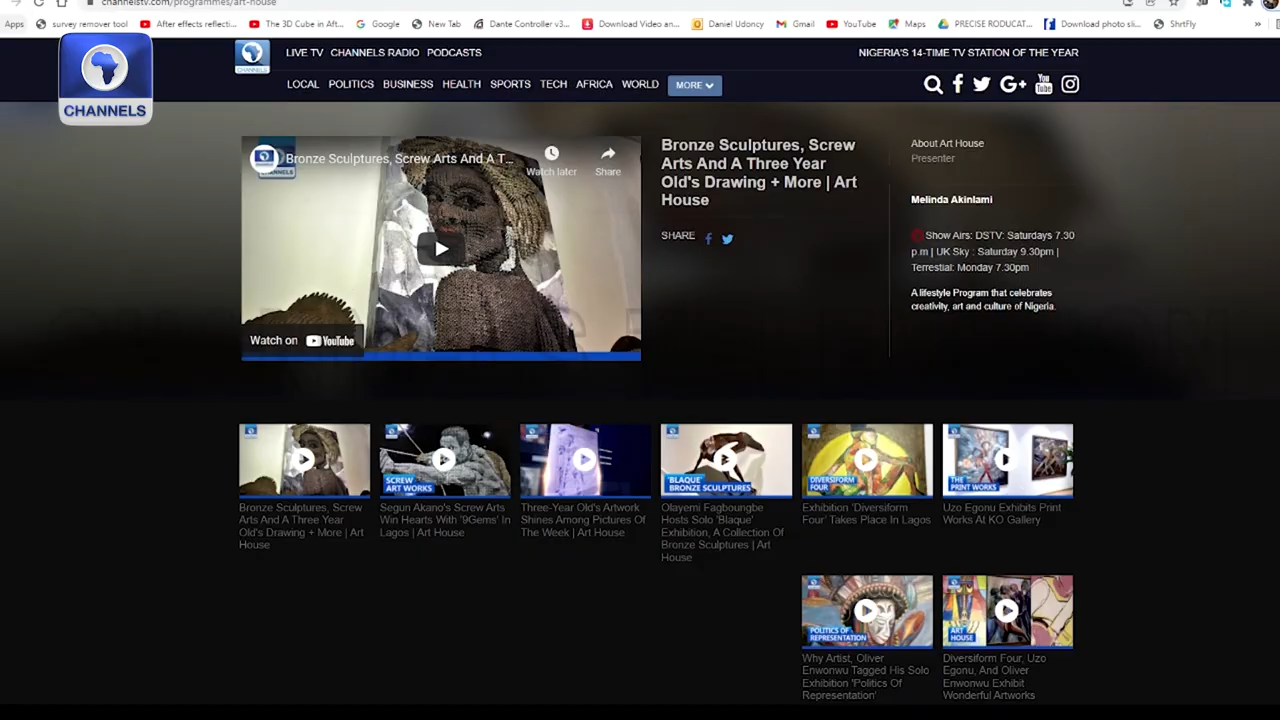 channelstv.com/programmes/art-house
Apps
survey remover tool
After effects reflecti...
The 3D Cube in Aft...
Google
New Tab
Dante Controller v3...
Download Video an...
Daniel Udoncy
Gmail
YouTube
Maps
PRECISE RODUCAT...
Download photo sli...
ShrtFly
»
CHANNELS
CHANNELS
LIVE TV
CHANNELS RADIO
PODCASTS
NIGERIA'S 14-TIME TV STATION OF THE YEAR
LOCAL
POLITICS
BUSINESS
HEALTH
SPORTS
TECH
AFRICA
WORLD
MORE
You
Tube
Bronze Sculptures, Screw Arts And A T...
Watch later
Share
Watch on YouTube
Bronze Sculptures, Screw
Arts And A Three Year
Old's Drawing + More | Art
House
SHARE
About Art House
Presenter
Melinda Akinlami
Show Airs: DSTV: Saturdays 7.30
p.m | UK Sky : Saturday 9.30pm |
Terrestial: Monday 7.30pm
A lifestyle Program that celebrates
creativity, art and culture of Nigeria.
Bronze Sculptures, Screw
Arts And A Three Year
Old's Drawing + More | Art
House
SCREW
ART WORKS
Segun Akano's Screw Arts
Win Hearts With '9Gems' In
Lagos | Art House
Three-Year Old's Artwork
Shines Among Pictures Of
The Week | Art House
'BLAQUE'
BRONZE SCULPTURES
Olayemi Fagboungbe
Hosts Solo 'Blaque'
Exhibition, A Collection Of
Bronze Sculptures | Art
House
DIVERSIFORM
FOUR
Exhibition 'Diversiform
Four' Takes Place In Lagos
THE
PRINT WORKS
Uzo Egonu Exhibits Print
Works At KO Gallery
POLITICS OF
REPRESENTATION
Why Artist, Oliver
Enwonwu Tagged His Solo
Exhibition 'Politics Of
Representation'
ART
HOUSE
Diversiform Four, Uzo
Egonu, And Oliver
Enwonwu Exhibit
Wonderful Artworks